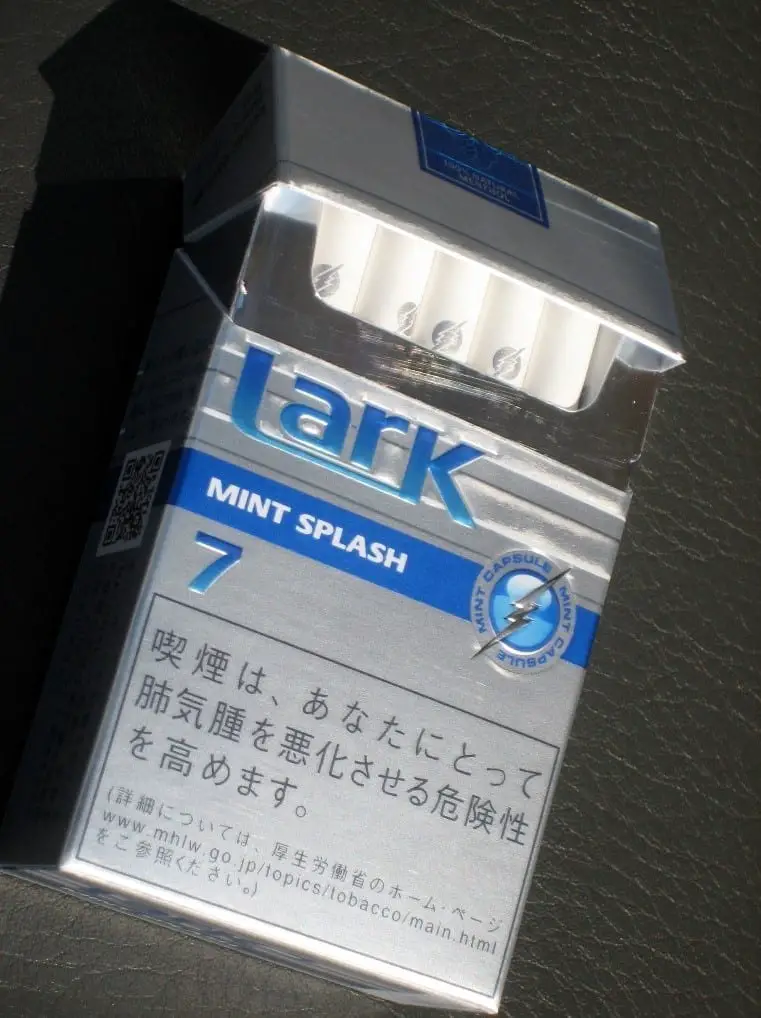 100% NATURAL
MENTHOL
Lark
MINT SPLASH
7
MINT CAPSULE MINT CAPSULE
喫煙は、あなたにとって
肺気腫を悪化させる危険性
を高めます。
(詳細については、厚生労働省のホーム・ページ
www.mhlw.go.jp/topics/tobacco/main.html
をご参照ください。)